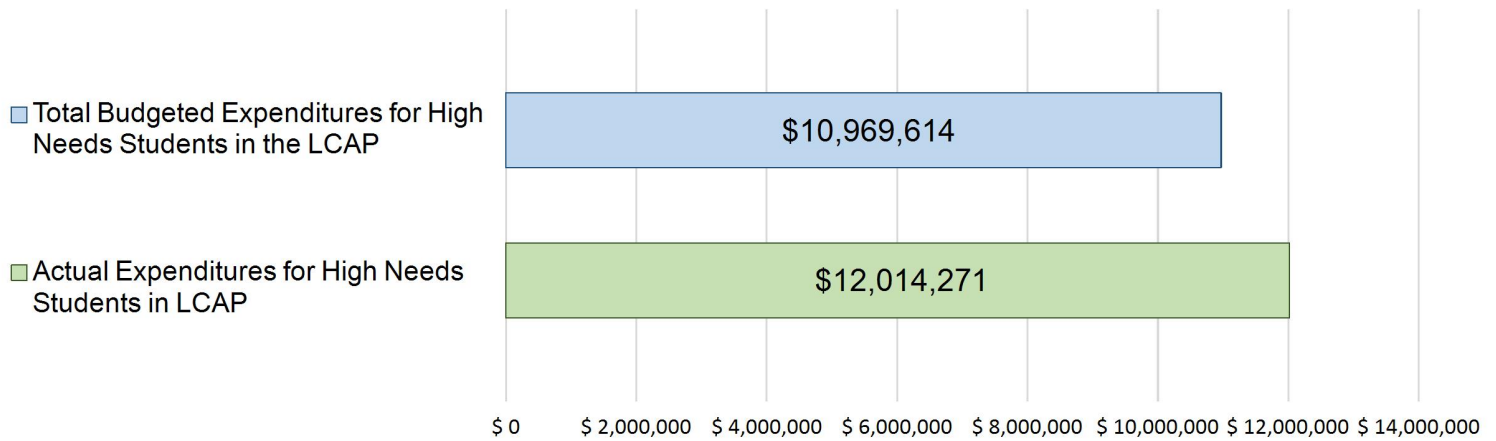 Total Budgeted Expenditures for High
Needs Students in the LCAP
$10,969,614
Actual Expenditures for High Needs
Students in LCAP
$12,014,271
$ 0 $ 2,000,000 $ 4,000,000 $ 6,000,000 $ 8,000,000 $ 10,000,000 $ 12,000,000 $ 14,000,000